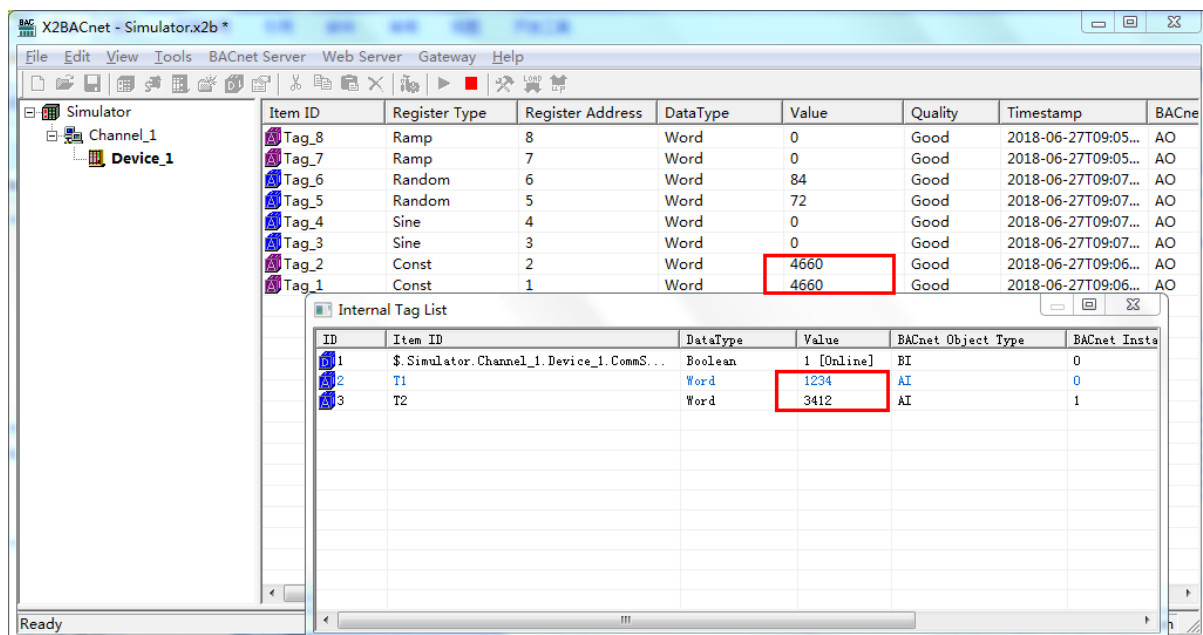 X2BACnet - Simulator.x2b *
File Edit View Tools BACnet Server Web Server Gateway Help
Simulator
Channel_1
Device_1
Item ID Register Type Register Address DataType Value Quality Timestamp BACne
Tag_8 Ramp 8 Word 0 Good 2018-06-27T09:05... AO
Tag_7 Ramp 7 Word 0 Good 2018-06-27T09:05... AO
Tag_6 Random 6 Word 84 Good 2018-06-27T09:07... AO
Tag_5 Random 5 Word 72 Good 2018-06-27T09:07... AO
Tag_4 Sine 4 Word 0 Good 2018-06-27T09:07... AO
Tag_3 Sine 3 Word 0 Good 2018-06-27T09:07... AO
Tag_2 Const 2 Word 4660 Good 2018-06-27T09:06... AO
Tag_1 Const 1 Word 4660 Good 2018-06-27T09:06... AO
Internal Tag List
ID Item ID DataType Value BACnet Object Type BACnet Insta
1 $.Simulator.Channel_1.Device_1.CommS... Boolean 1 [Online] BI 0
2 T1 Word 1234 AI 0
3 T2 Word 3412 AI 1
Ready